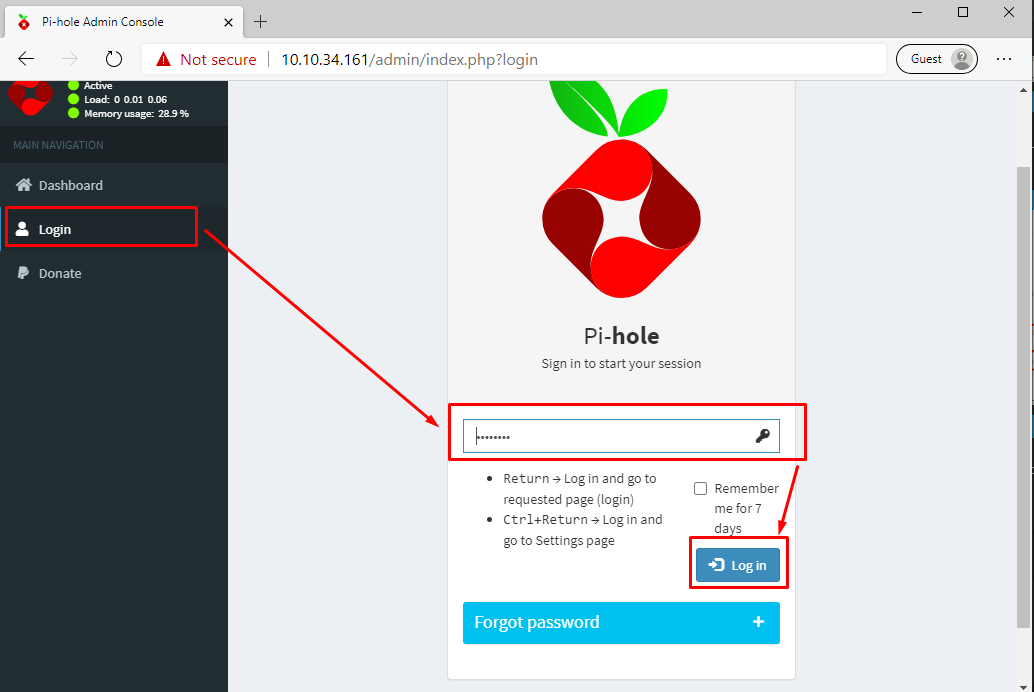 Pi-hole Admin Console
Not secure
10.10.34.161/admin/index.php?login
Guest
Active
Load: 0 0.01 0.06
Memory usage: 28.9 %
MAIN NAVIGATION
Dashboard
Login
Donate
Pi-hole
Sign in to start your session
••••••••
Return → Log in and go to
requested page (login)
Ctrl+Return → Log in and
go to Settings page
Remember
me for 7
days
Log in
Forgot password